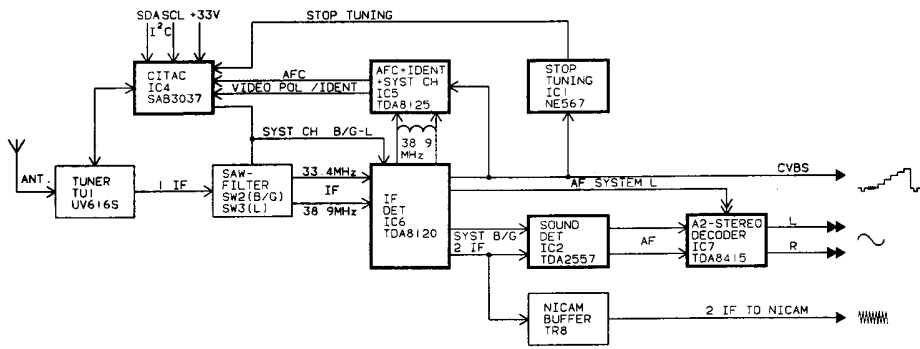 SDA SCL +33V
I²C
STOP TUNING
CITAC
IC4
SAB3037
AFC
VIDEO POL /IDENT
AFC+IDENT
+SYST CH
IC5
TDA8125
STOP
TUNING
IC1
NE567
SYST CH B/G-L
38 9
MHz
ANT.
TUNER
TU1
UV616S
1 IF
SAW-
FILTER
SW2(B/G)
SW3(L)
33.4MHz
IF
38 9MHz
IF
DET
IC6
TDA8120
CVBS
AF SYSTEM L
SYST B/G
2 IF
SOUND
DET
IC2
TDA2557
AF
A2-STEREO
DECODER
IC7
TDA8415
L
R
NICAM
BUFFER
TR8
2 IF TO NICAM